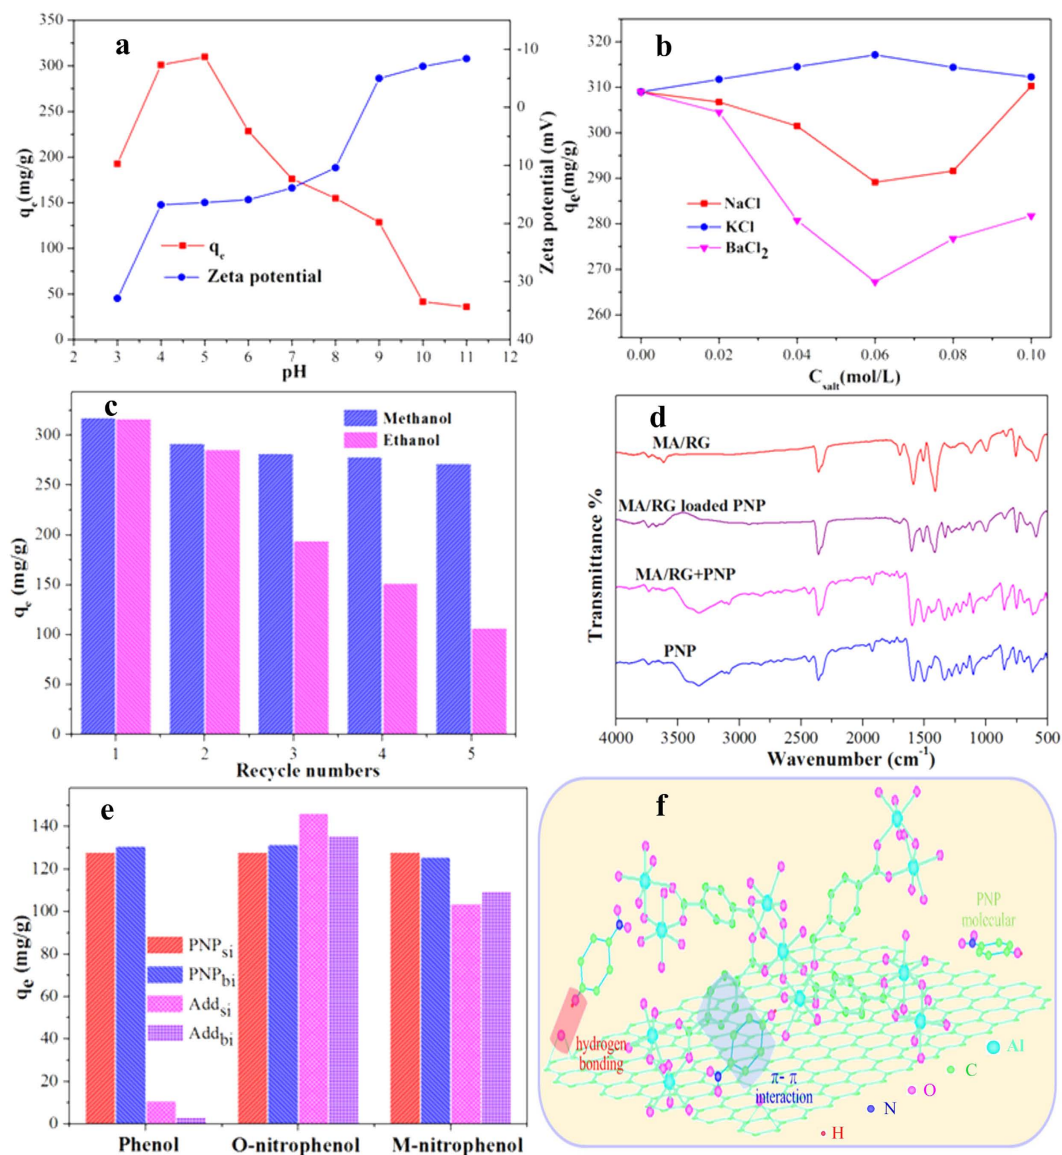 a
350
300
250
200
150
100
50
0
qe(mg/g)
-10
0
10
20
30
40
Zeta potential (mV)
qe
Zeta potential
2 3 4 5 6 7 8 9 10 11 12
pH
b
320
310
300
290
280
270
260
qe(mg/g)
NaCl
KCl
BaCl2
0.00 0.02 0.04 0.06 0.08 0.10
Csalt(mol/L)
c
300
250
200
150
100
50
0
qe (mg/g)
Methanol
Ethanol
1 2 3 4 5
Recycle numbers
d
Transmittance %
MA/RG
MA/RG loaded PNP
MA/RG+PNP
PNP
4000 3500 3000 2500 2000 1500 1000 500
Wavenumber (cm-1)
e
140
120
100
80
60
40
20
0
qe (mg/g)
PNPsi
PNPbi
Addsi
Addbi
Phenol O-nitrophenol M-nitrophenol
f
PNP
molecular
hydrogen
bonding
π- π
interaction
Al
C
O
N
H